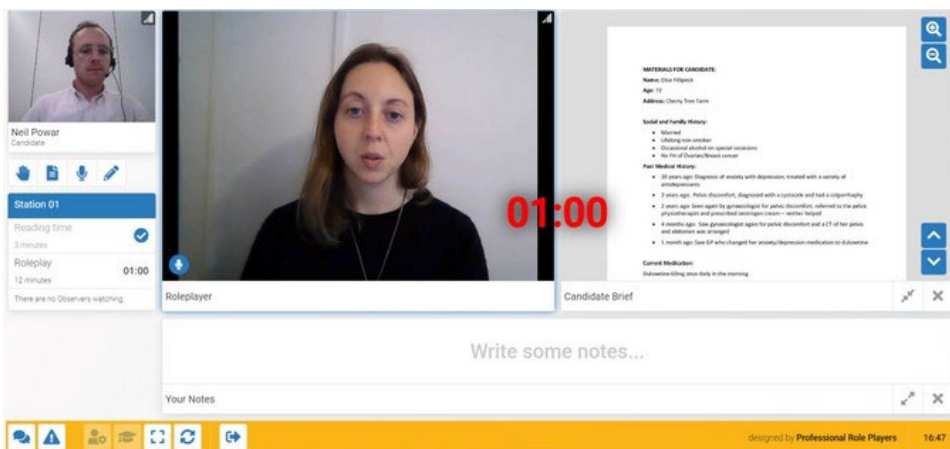 Neil Powar
Candidate
Station 01
Reading time
3 minutes
Roleplay
12 minutes
01:00
There are no Observers watching.
01:00
Roleplayer
MATERIALS FOR CANDIDATE:
Name: Elise Fillipeck
Age: 72
Address: Cherry Tree Farm
Social and Family History:
Married
Lifelong non-smoker
Occasional alcohol on special occasions
No FH of Ovarian/Breast cancer
Past Medical History:
20 years ago: Diagnosis of anxiety with depression, treated with a variety of
antidepressants
3 years ago: Pelvic discomfort, diagnosed with a cystocele and had a colporrhaphy
2 years ago: Seen again by gynaecologist for pelvic discomfort, referred to the pelvic
physiotherapist and prescribed oestrogen cream – neither helped
4 months ago: Saw gynaecologist again for pelvic discomfort and a CT of her pelvis
and abdomen was arranged
1 month ago: Saw GP who changed her anxiety/depression medication to duloxetine
Current Medication:
Duloxetine 60mg once daily in the morning
Candidate Brief
Write some notes...
Your Notes
designed by Professional Role Players
16:47